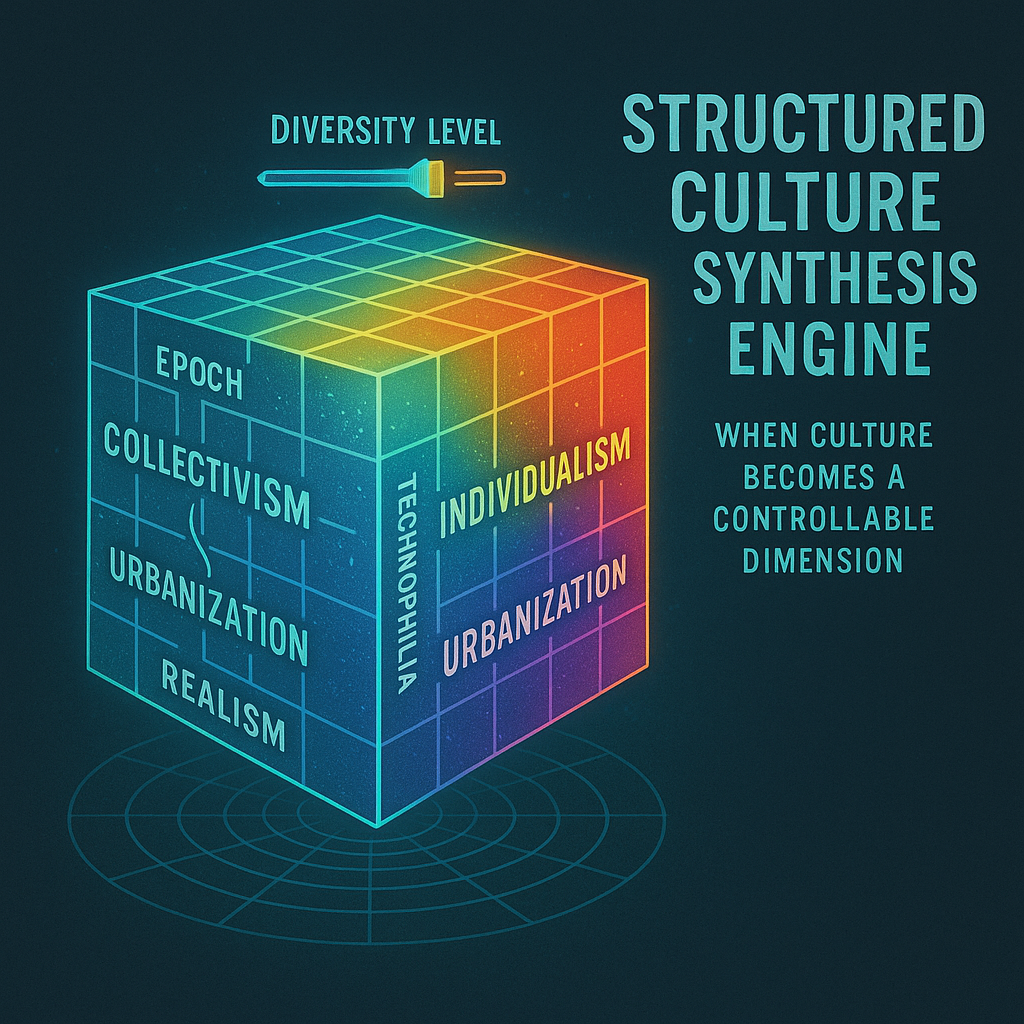 DIVERSITY LEVEL
STRUCTURED
CULTURE
SYNTHESIS
ENGINE
WHEN CULTURE
BECOMES A
CONTROLLABLE
DIMENSION
EPOCH
COLLECTIVISM
URBANIZATION
REALISM
TECHNOPHILIA
INDIVIDUALISM
URBANIZATION